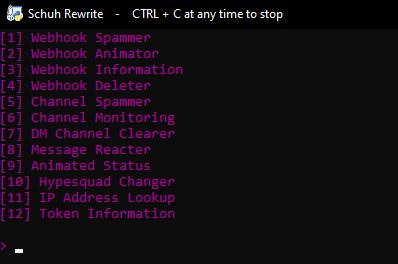 Schuh Rewrite - CTRL + C at any time to stop
[1] Webhook Spammer
[2] Webhook Animator
[3] Webhook Information
[4] Webhook Deleter
[5] Channel Spammer
[6] Channel Monitoring
[7] DM Channel Clearer
[8] Message Reacter
[9] Animated Status
[10] Hypesquad Changer
[11] IP Address Lookup
[12] Token Information
>